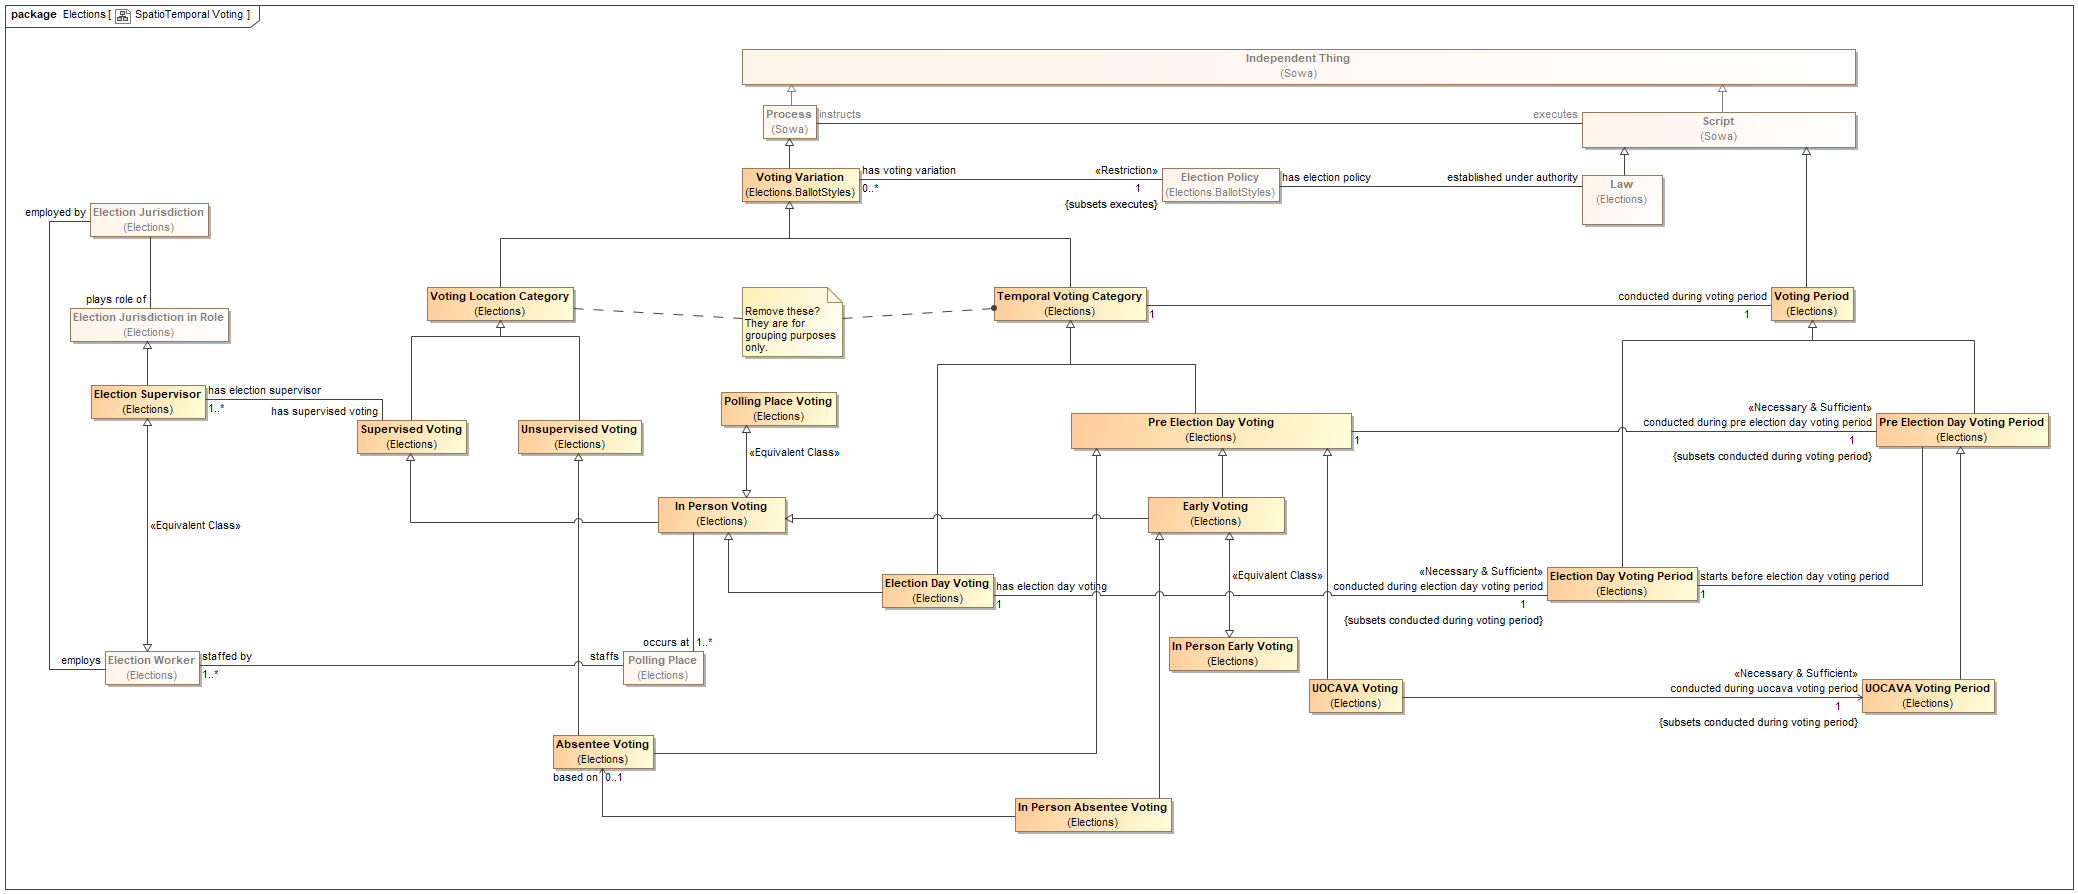 package Elections [ SpatioTemporal Voting ]
Independent Thing
(Sowa)
Process
(Sowa)
instructs
executes
Script
(Sowa)
Voting Variation
(Elections.BallotStyles)
has voting variation
0..*
«Restriction»
1
{subsets executes}
Election Policy
(Elections.BallotStyles)
has election policy
established under authority
Law
(Elections)
employed by
Election Jurisdiction
(Elections)
plays role of
Election Jurisdiction in Role
(Elections)
Voting Location Category
(Elections)
Remove these?
They are for
grouping purposes
only.
Temporal Voting Category
(Elections)
1
conducted during voting period
1
Voting Period
(Elections)
Election Supervisor
(Elections)
has election supervisor
1..*
has supervised voting
Supervised Voting
(Elections)
Unsupervised Voting
(Elections)
Polling Place Voting
(Elections)
«Equivalent Class»
Pre Election Day Voting
(Elections)
1
«Necessary & Sufficient»
conducted during pre election day voting period
1
{subsets conducted during voting period}
Pre Election Day Voting Period
(Elections)
In Person Voting
(Elections)
Early Voting
(Elections)
«Equivalent Class»
«Equivalent Class»
Election Day Voting
(Elections)
has election day voting
1
«Necessary & Sufficient»
conducted during election day voting period
1
{subsets conducted during voting period}
Election Day Voting Period
(Elections)
starts before election day voting period
1
In Person Early Voting
(Elections)
occurs at
1..*
employs
Election Worker
(Elections)
staffed by
1..*
staffs
Polling Place
(Elections)
UOCAVA Voting
(Elections)
«Necessary & Sufficient»
conducted during uocava voting period
1
{subsets conducted during voting period}
UOCAVA Voting Period
(Elections)
Absentee Voting
(Elections)
based on
0..1
In Person Absentee Voting
(Elections)